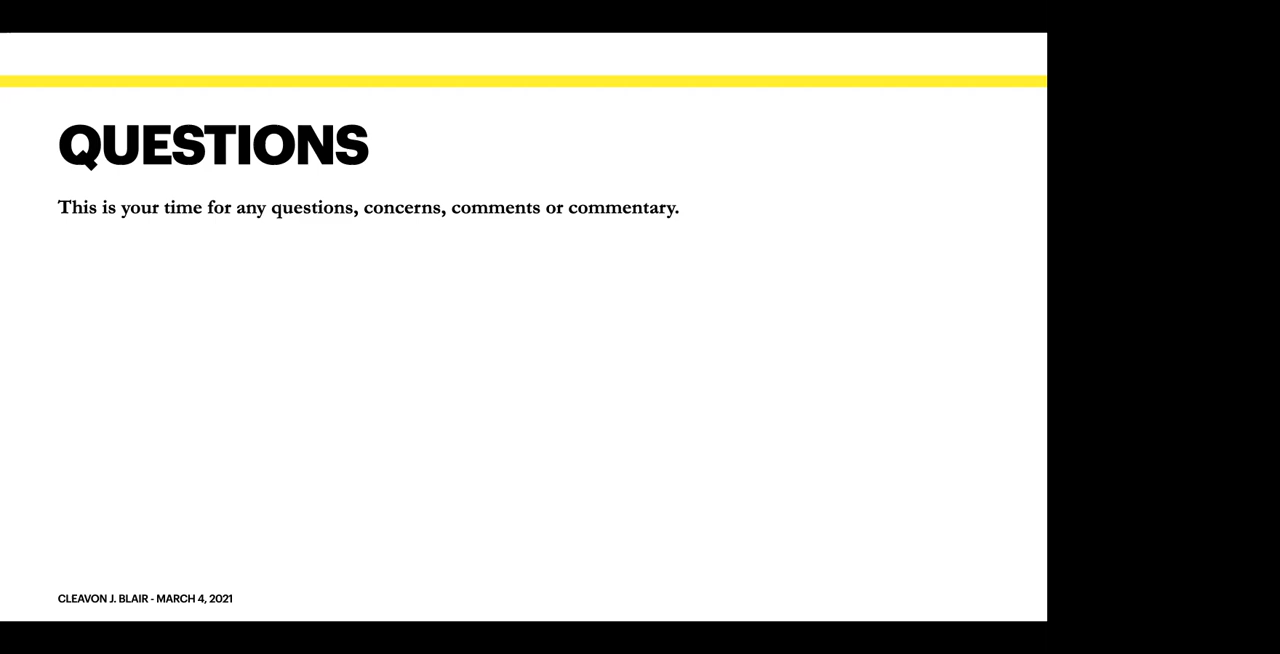 QUESTIONS
This is your time for any questions, concerns, comments or commentary.
CLEAVON J. BLAIR - MARCH 4, 2021